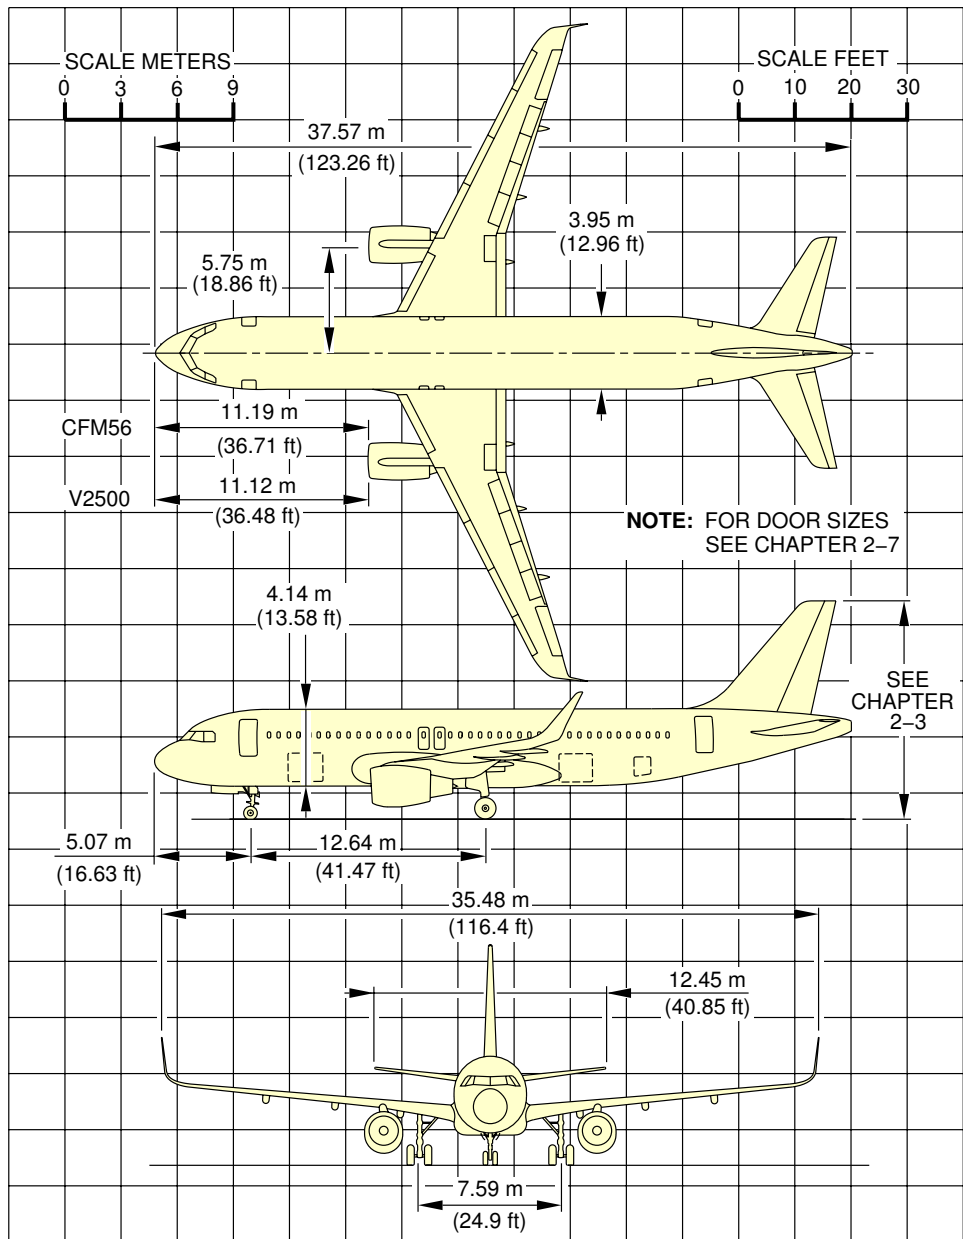 SCALE METERS
0 3 6 9
SCALE FEET
0 10 20 30
37.57 m
(123.26 ft)
3.95 m
(12.96 ft)
5.75 m
(18.86 ft)
11.19 m
CFM56
(36.71 ft)
11.12 m
V2500
(36.48 ft)
NOTE: FOR DOOR SIZES
SEE CHAPTER 2–7
4.14 m
(13.58 ft)
SEE
CHAPTER
2–3
5.07 m
(16.63 ft)
12.64 m
(41.47 ft)
35.48 m
(116.4 ft)
12.45 m
(40.85 ft)
7.59 m
(24.9 ft)